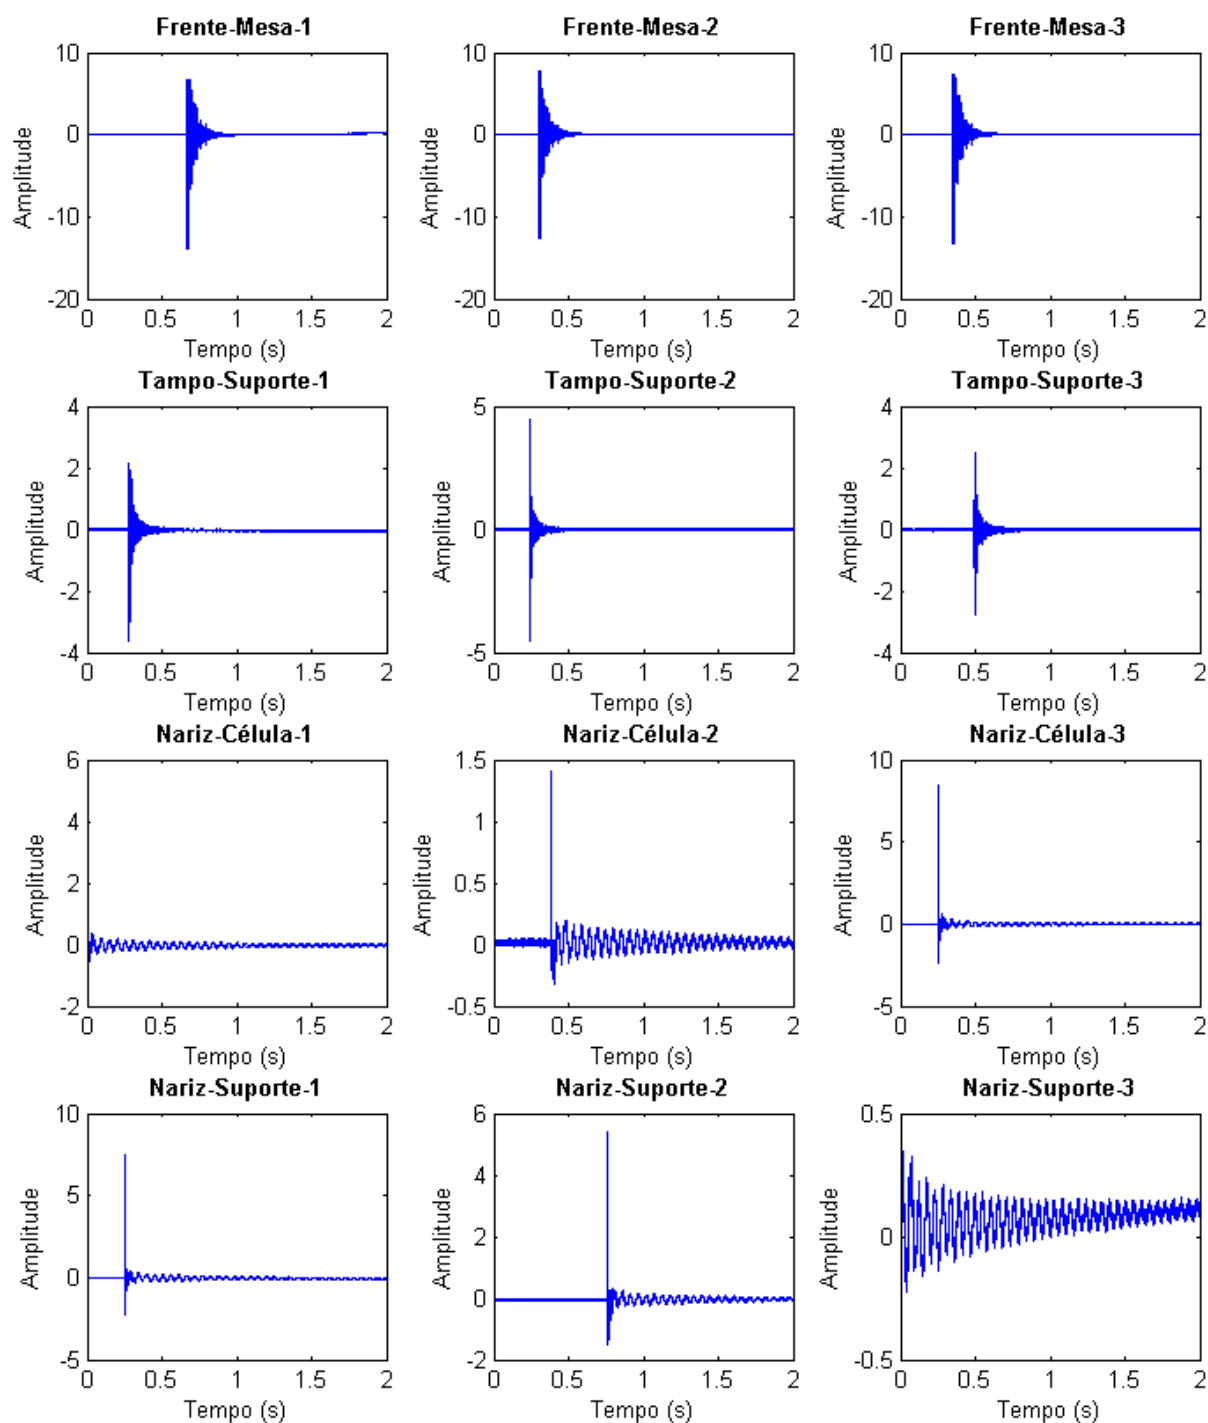 Frente-Mesa-1
Frente-Mesa-2
Frente-Mesa-3
10
0
-10
-20
Amplitude
0 0.5 1 1.5 2
Tempo (s)
10
0
-10
-20
Amplitude
0 0.5 1 1.5 2
Tempo (s)
10
0
-10
-20
Amplitude
0 0.5 1 1.5 2
Tempo (s)
Tampo-Suporte-1
Tampo-Suporte-2
Tampo-Suporte-3
4
2
0
-2
-4
Amplitude
0 0.5 1 1.5 2
Tempo (s)
5
0
-5
Amplitude
0 0.5 1 1.5 2
Tempo (s)
4
2
0
-2
-4
Amplitude
0 0.5 1 1.5 2
Tempo (s)
Nariz-Célula-1
Nariz-Célula-2
Nariz-Célula-3
6
4
2
0
-2
Amplitude
0 0.5 1 1.5 2
Tempo (s)
1.5
1
0.5
0
-0.5
Amplitude
0 0.5 1 1.5 2
Tempo (s)
10
5
0
-5
Amplitude
0 0.5 1 1.5 2
Tempo (s)
Nariz-Suporte-1
Nariz-Suporte-2
Nariz-Suporte-3
10
5
0
-5
Amplitude
0 0.5 1 1.5 2
Tempo (s)
6
4
2
0
-2
Amplitude
0 0.5 1 1.5 2
Tempo (s)
0.5
0
-0.5
Amplitude
0 0.5 1 1.5 2
Tempo (s)